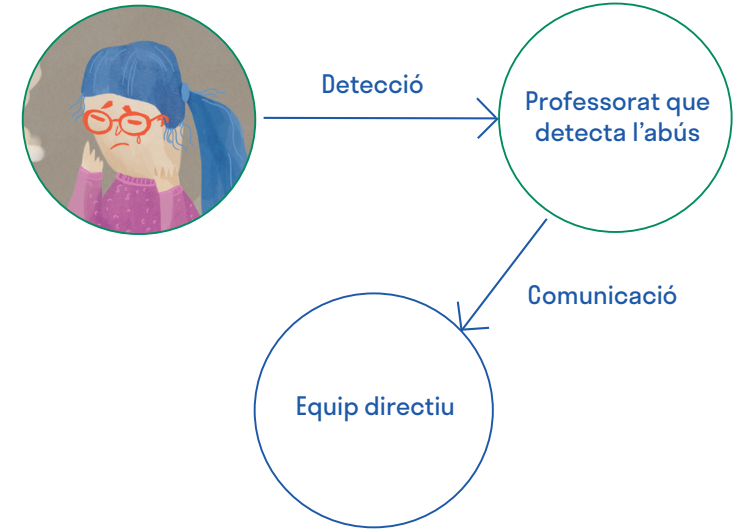 Detecció
Professorat que
detecta l’abús
Comunicació
Equip directiu